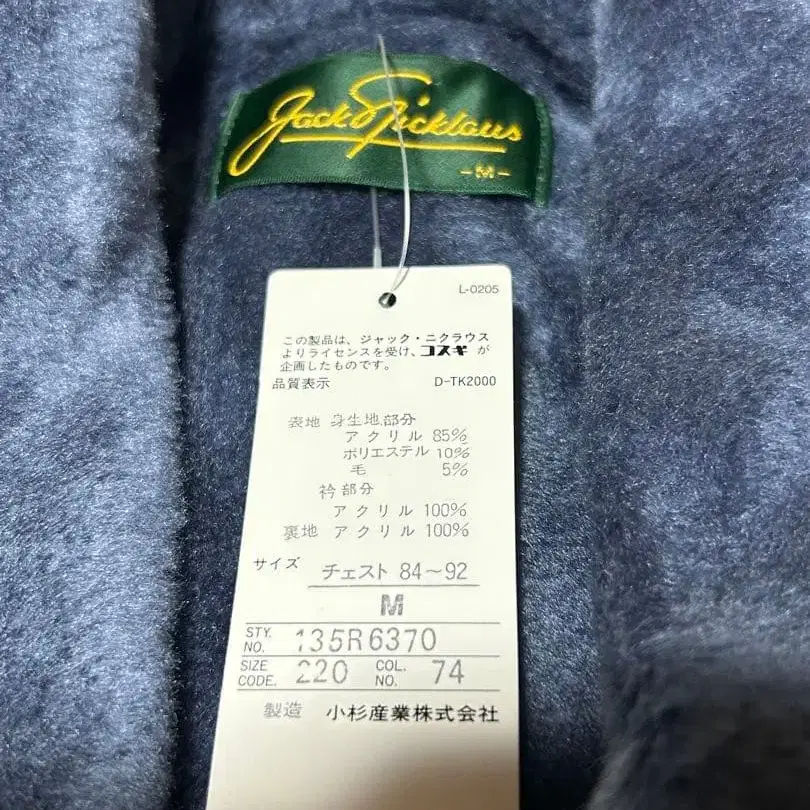 Jack Nicklaus
-M-
L-0205
この製品は、ジャック・ニクラウス
よりライセンスを受け、コスギが
企画したものです。
品質表示 D-TK2000
表地 身生地部分
アクリル 85%
ポリエステル 10%
毛 5%
衿部分
アクリル 100%
裏地 アクリル 100%
サイズ チェスト 84〜92
M
STY. NO. 135R6370
SIZE CODE. 220 COL. NO. 74
製造 小杉産業株式会社